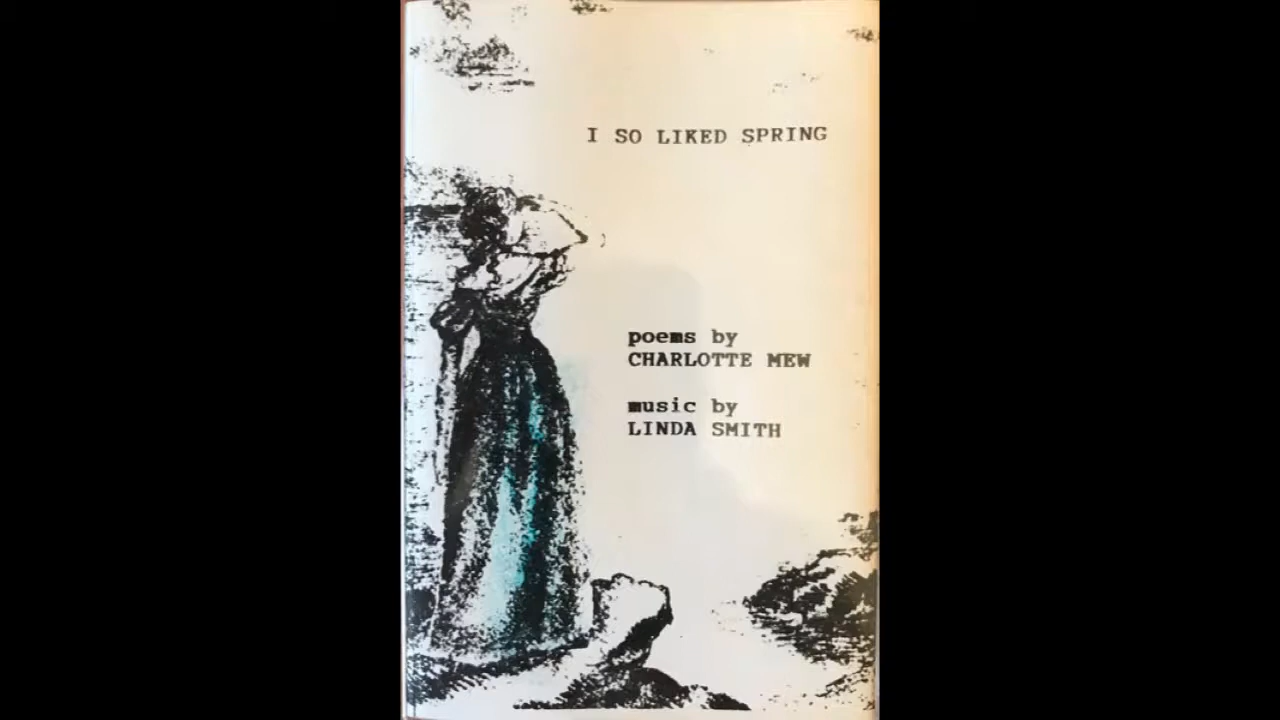 I SO LIKED SPRING
poems by
CHARLOTTE MEW
music by
LINDA SMITH